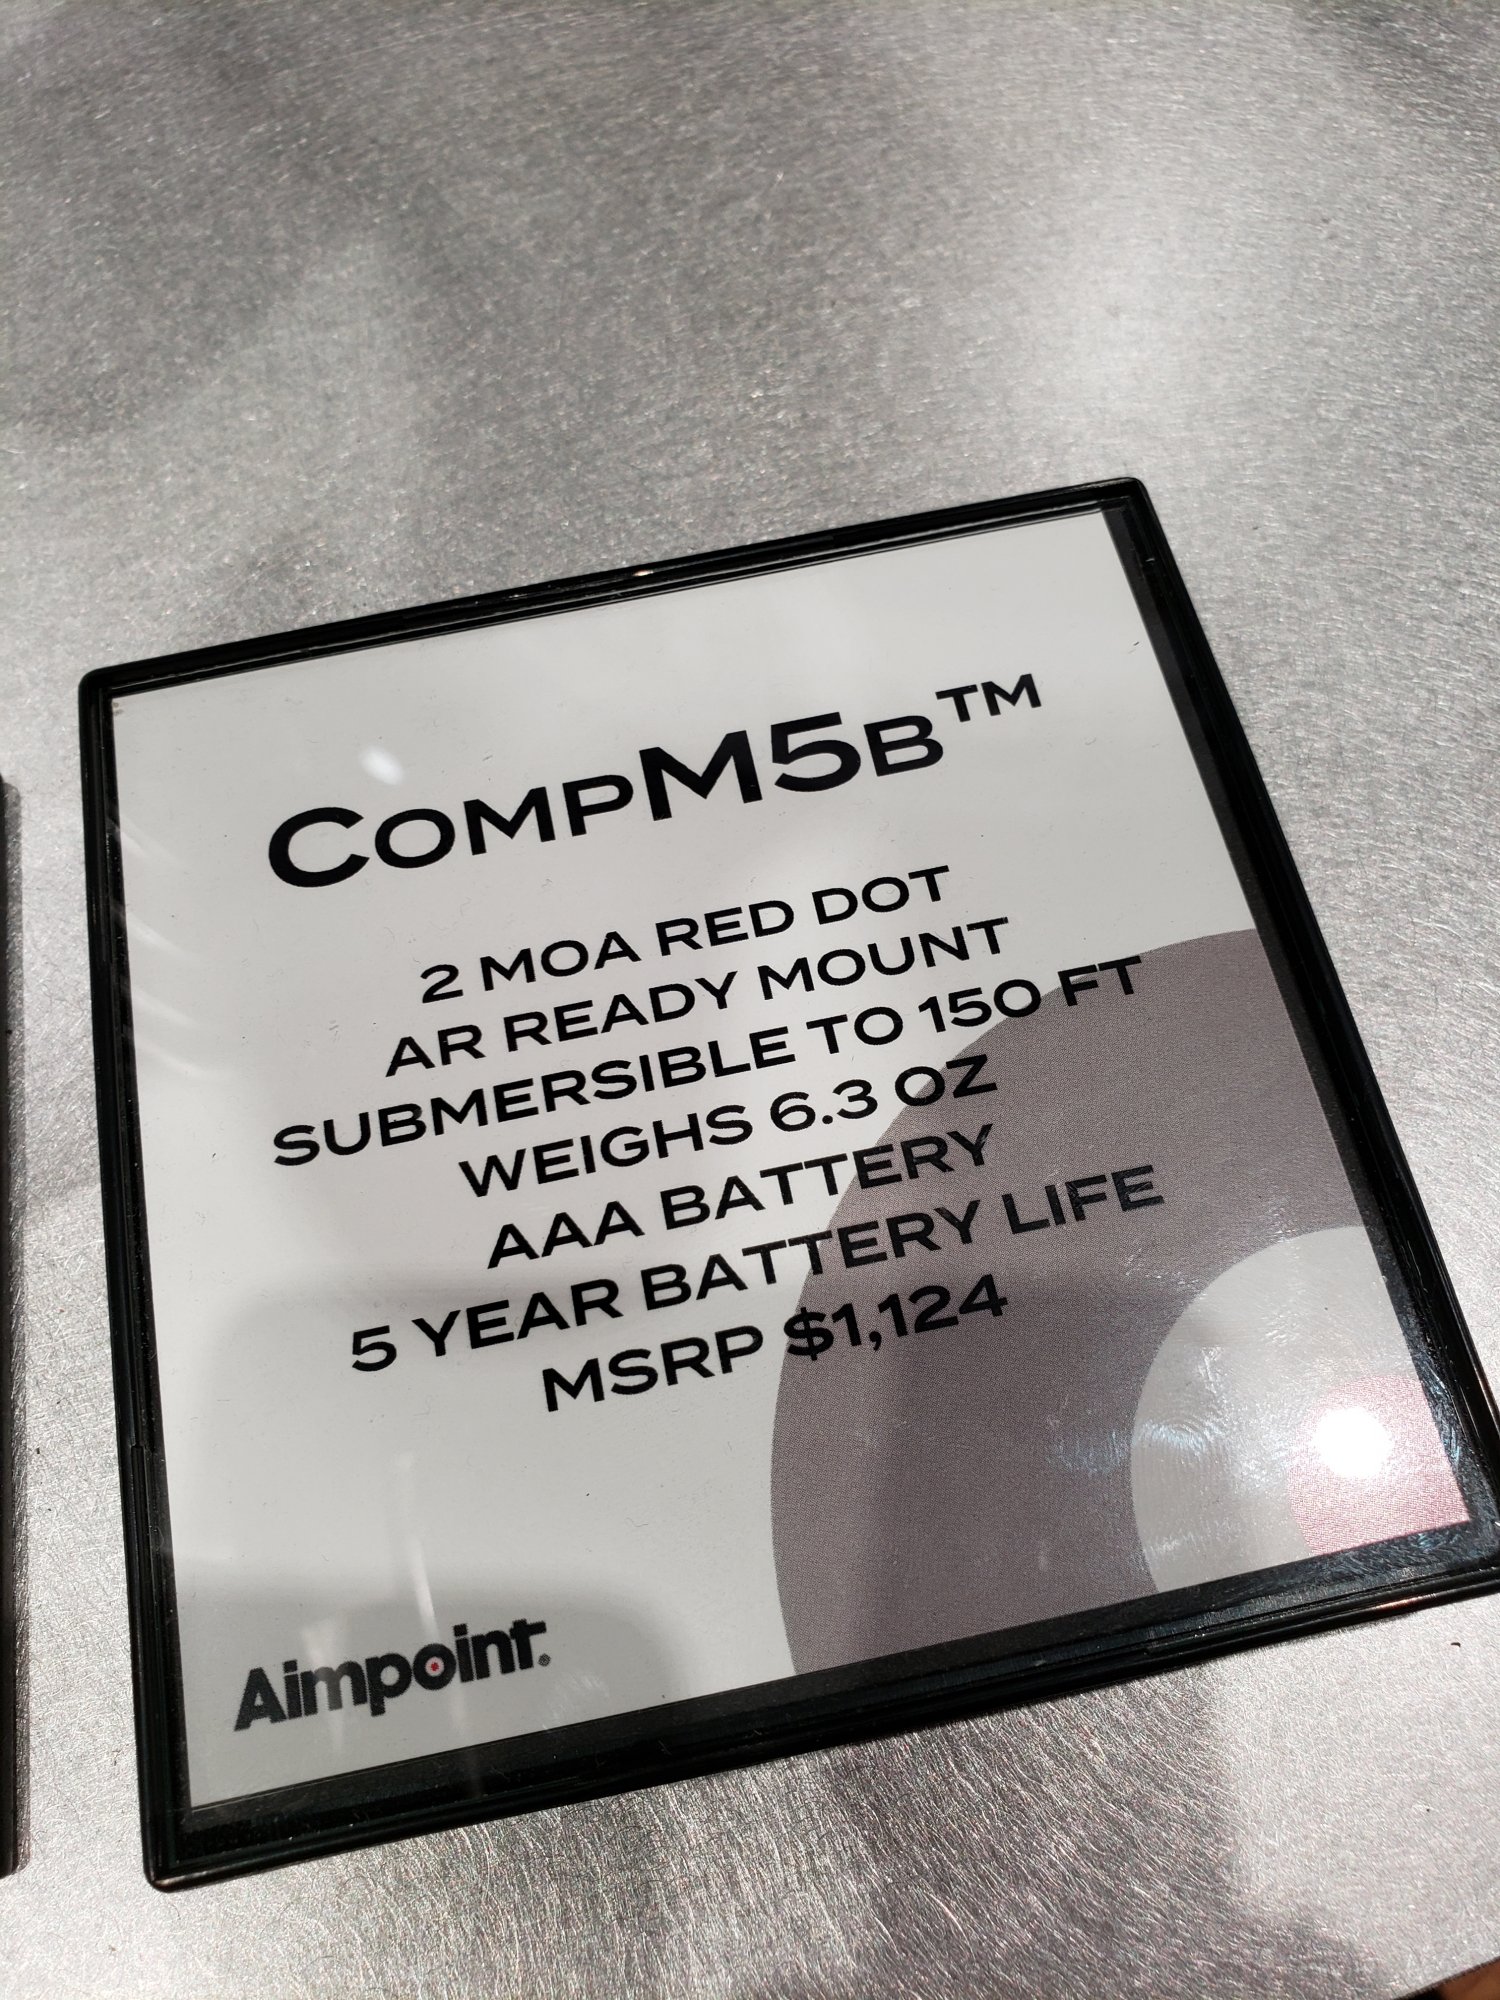 COMPM5B™
2 MOA RED DOT
AR READY MOUNT
SUBMERSIBLE TO 150 FT
WEIGHS 6.3 OZ
AAA BATTERY
5 YEAR BATTERY LIFE
MSRP $1,124
Aimpoint®